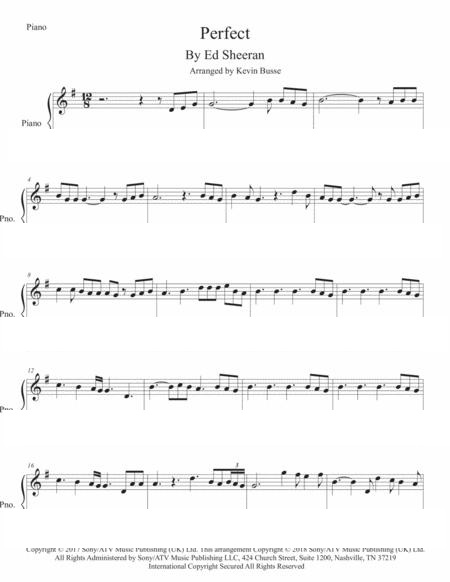 Piano
Perfect
By Ed Sheeran
Arranged by Kevin Busse
Piano
12
8
4
Pno.
8
Pno.
12
Pno.
16
3
Pno.
Copyright © 2017 Sony/ATV Music Publishing (UK) Ltd. This arrangement Copyright © 2018 Sony/ATV Music Publishing (UK) Ltd.
All Rights Administered by Sony/ATV Music Publishing LLC, 424 Church Street, Suite 1200, Nashville, TN 37219
International Copyright Secured All Rights Reserved